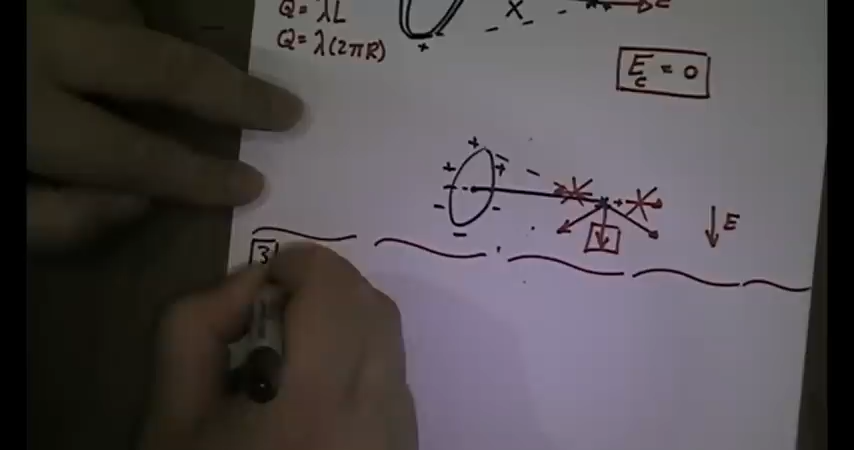 Q = λL
Q = λ(2πR)
x
E_c = 0
E
3